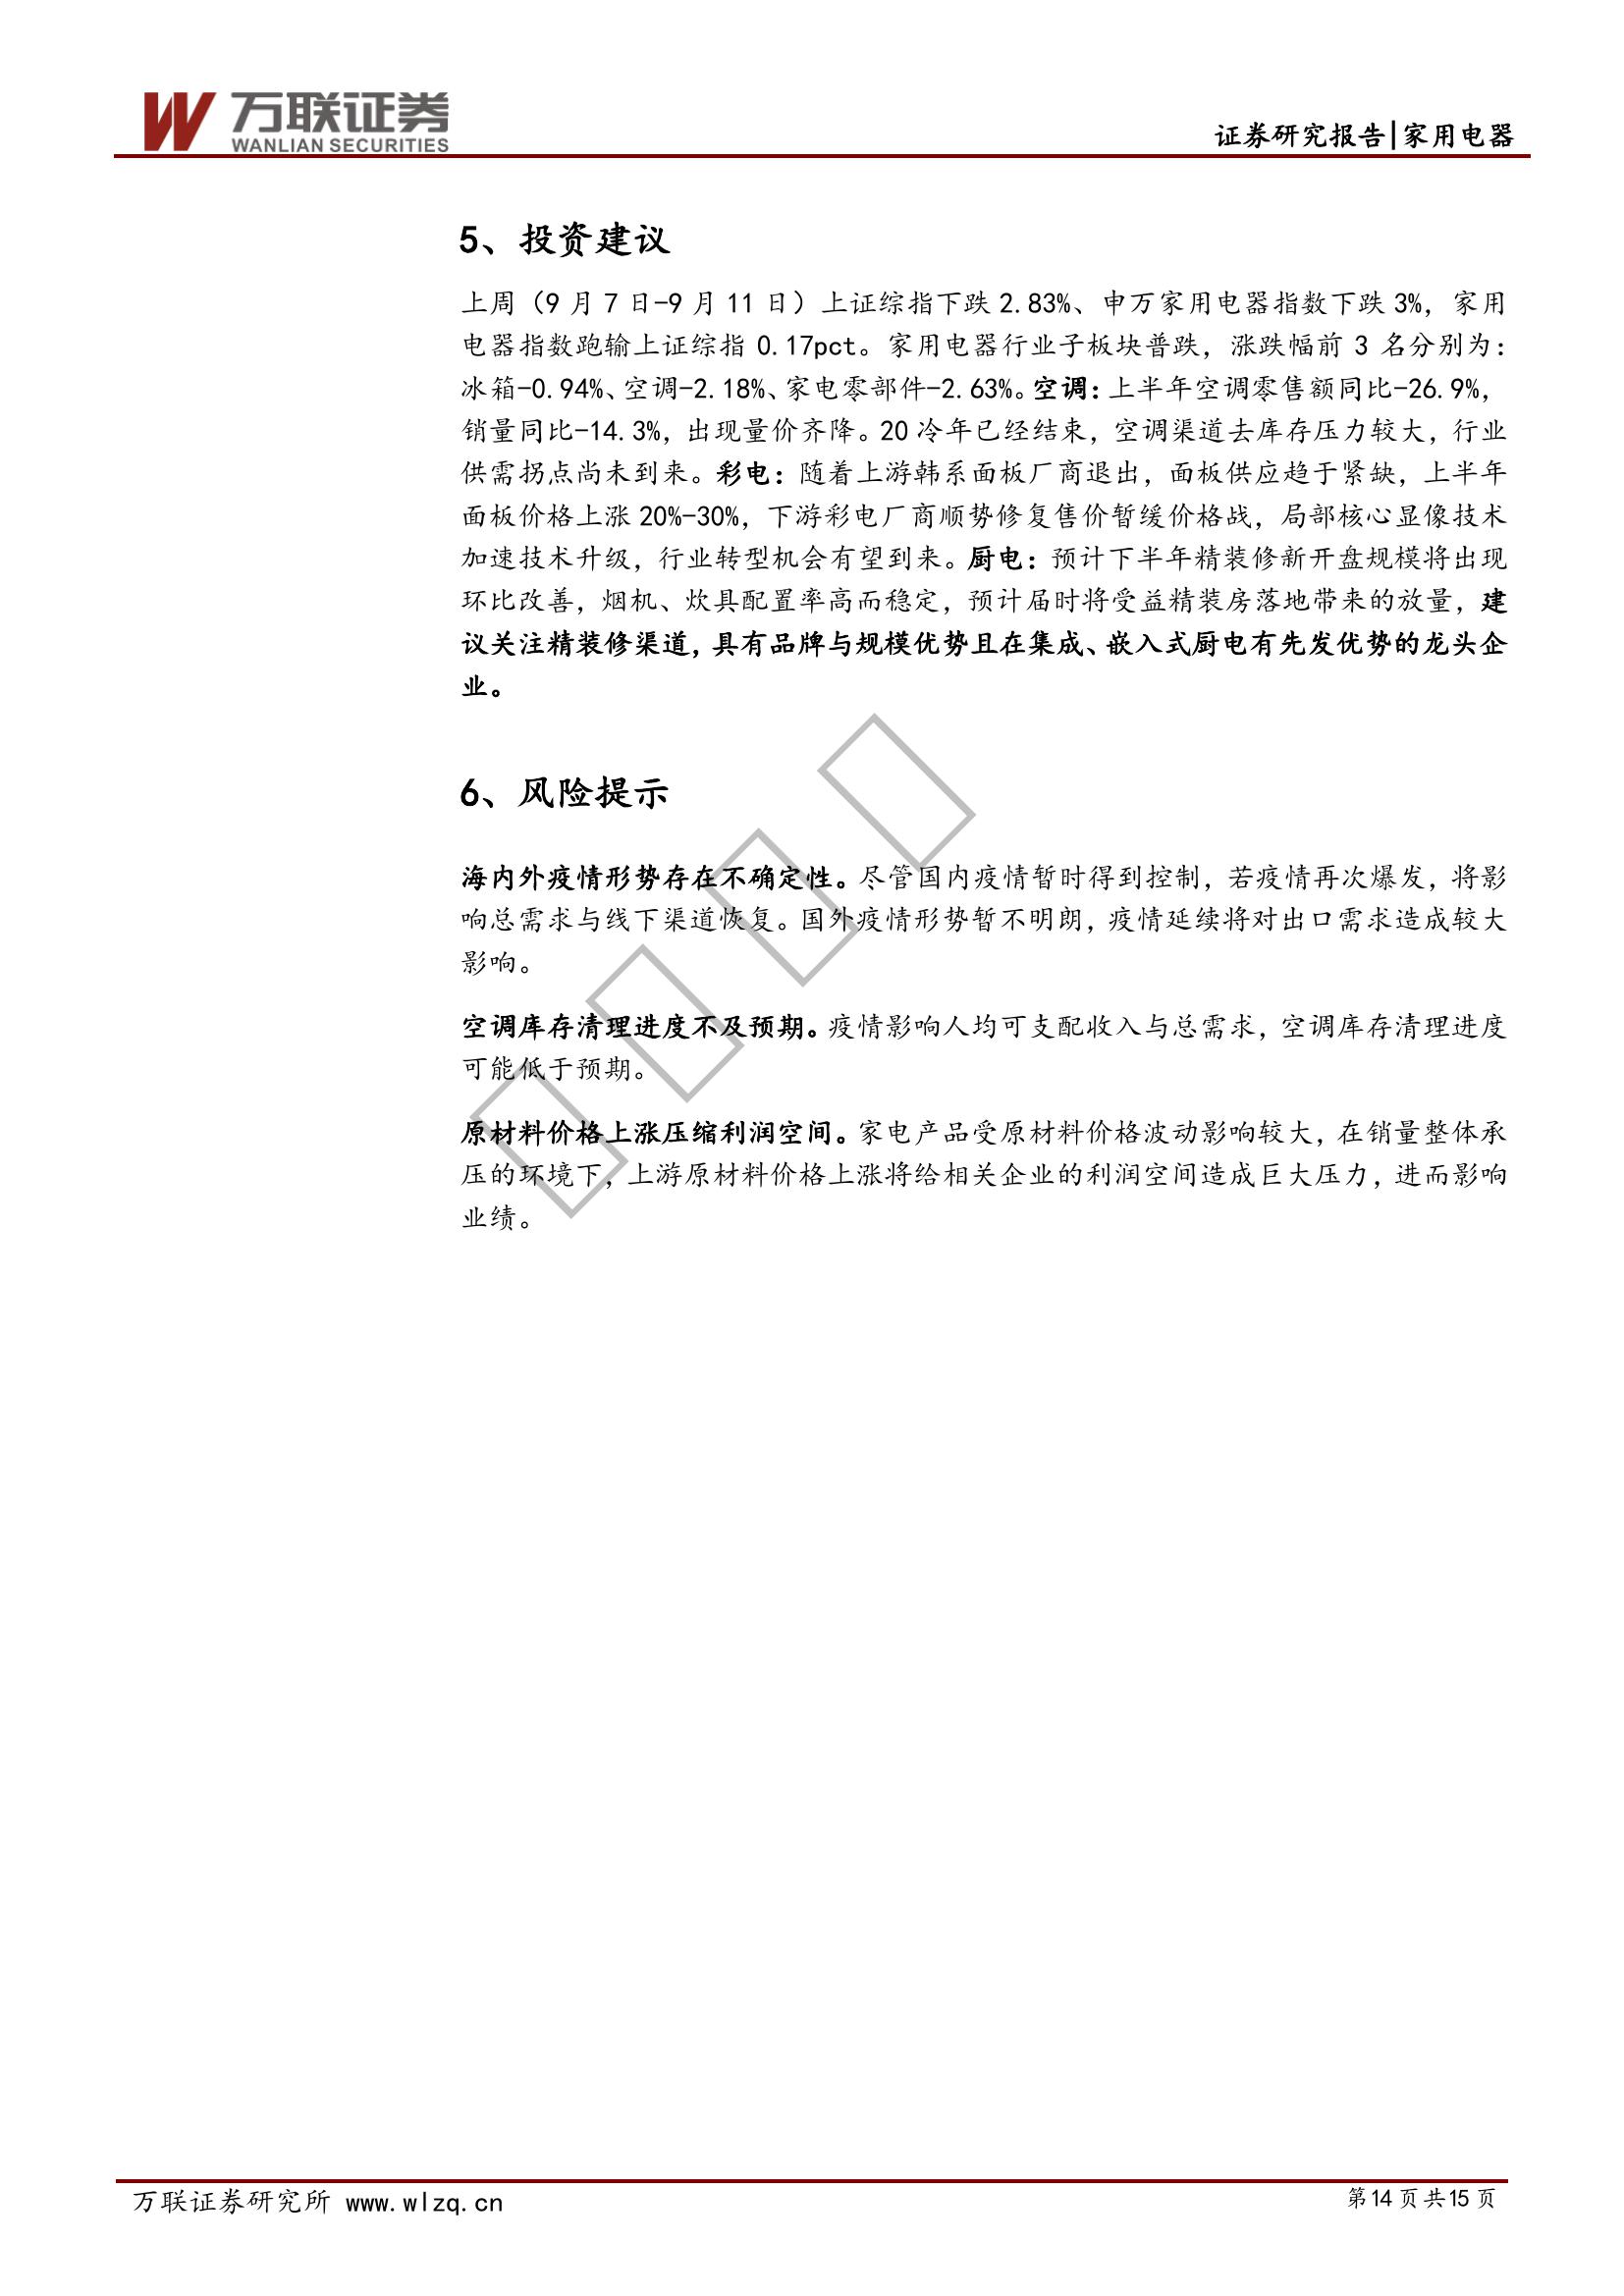 万联证券
WANLIAN SECURITIES
证券研究报告|家用电器
5、投资建议
上周（9 月 7 日-9 月 11 日）上证综指下跌 2.83%、申万家用电器指数下跌 3%，家用
电器指数跑输上证综指 0.17pct。家用电器行业子板块普跌，涨跌幅前 3 名分别为：
冰箱-0.94%、空调-2.18%、家电零部件-2.63%。空调：上半年空调零售额同比-26.9%，
销量同比-14.3%，出现量价齐降。20 冷年已经结束，空调渠道去库存压力较大，行业
供需拐点尚未到来。彩电：随着上游韩系面板厂商退出，面板供应趋于紧缺，上半年
面板价格上涨 20%-30%，下游彩电厂商顺势修复售价暂缓价格战，局部核心显像技术
加速技术升级，行业转型机会有望到来。厨电：预计下半年精装修新开盘规模将出现
环比改善，烟机、炊具配置率高而稳定，预计届时将受益精装房落地带来的放量，建
议关注精装修渠道，具有品牌与规模优势且在集成、嵌入式厨电有先发优势的龙头企
业。
6、风险提示
海内外疫情形势存在不确定性。尽管国内疫情暂时得到控制，若疫情再次爆发，将影
响总需求与线下渠道恢复。国外疫情形势暂不明朗，疫情延续将对出口需求造成较大
影响。
空调库存清理进度不及预期。疫情影响人均可支配收入与总需求，空调库存清理进度
可能低于预期。
原材料价格上涨压缩利润空间。家电产品受原材料价格波动影响较大，在销量整体承
压的环境下，上游原材料价格上涨将给相关企业的利润空间造成巨大压力，进而影响
业绩。
万联证券研究所 www.wlzq.cn
第14 页 共15 页